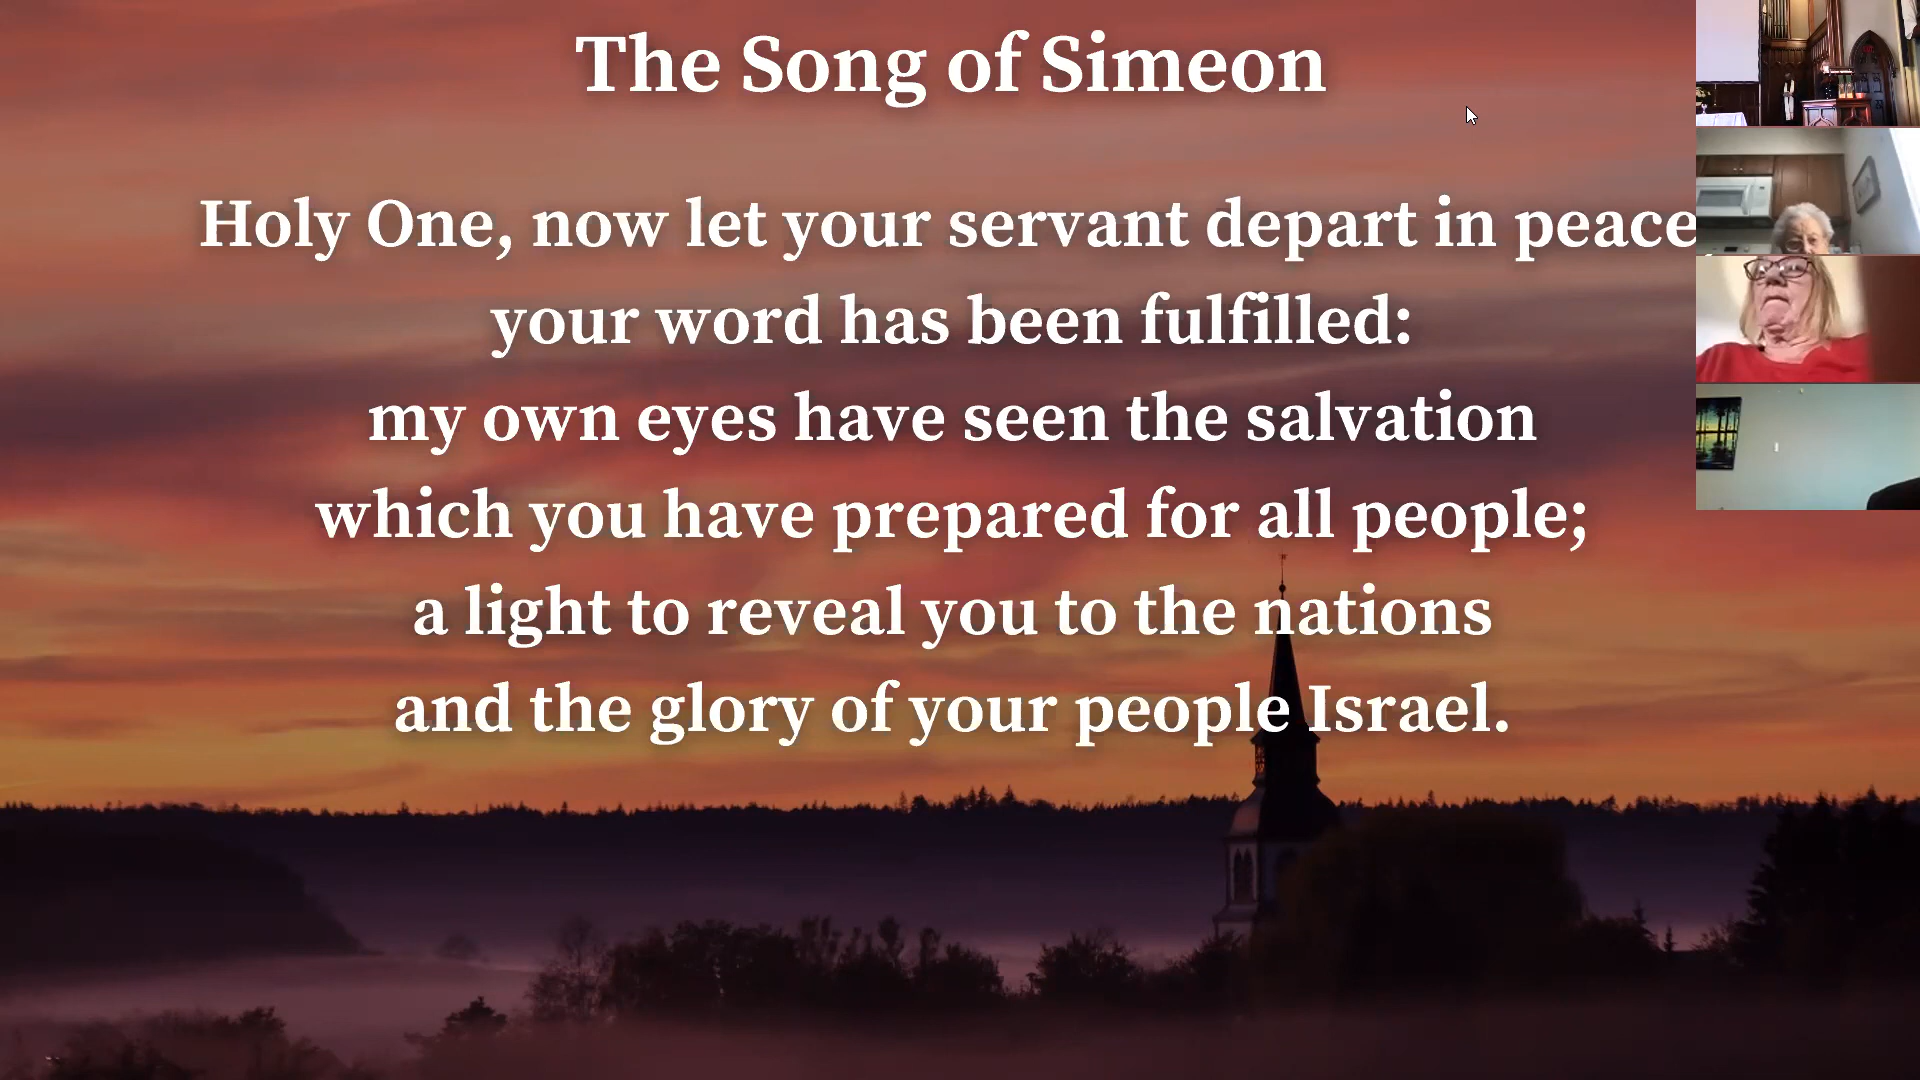 The Song of Simeon
Holy One, now let your servant depart in peace
your word has been fulfilled:
my own eyes have seen the salvation
which you have prepared for all people;
a light to reveal you to the nations
and the glory of your people Israel.